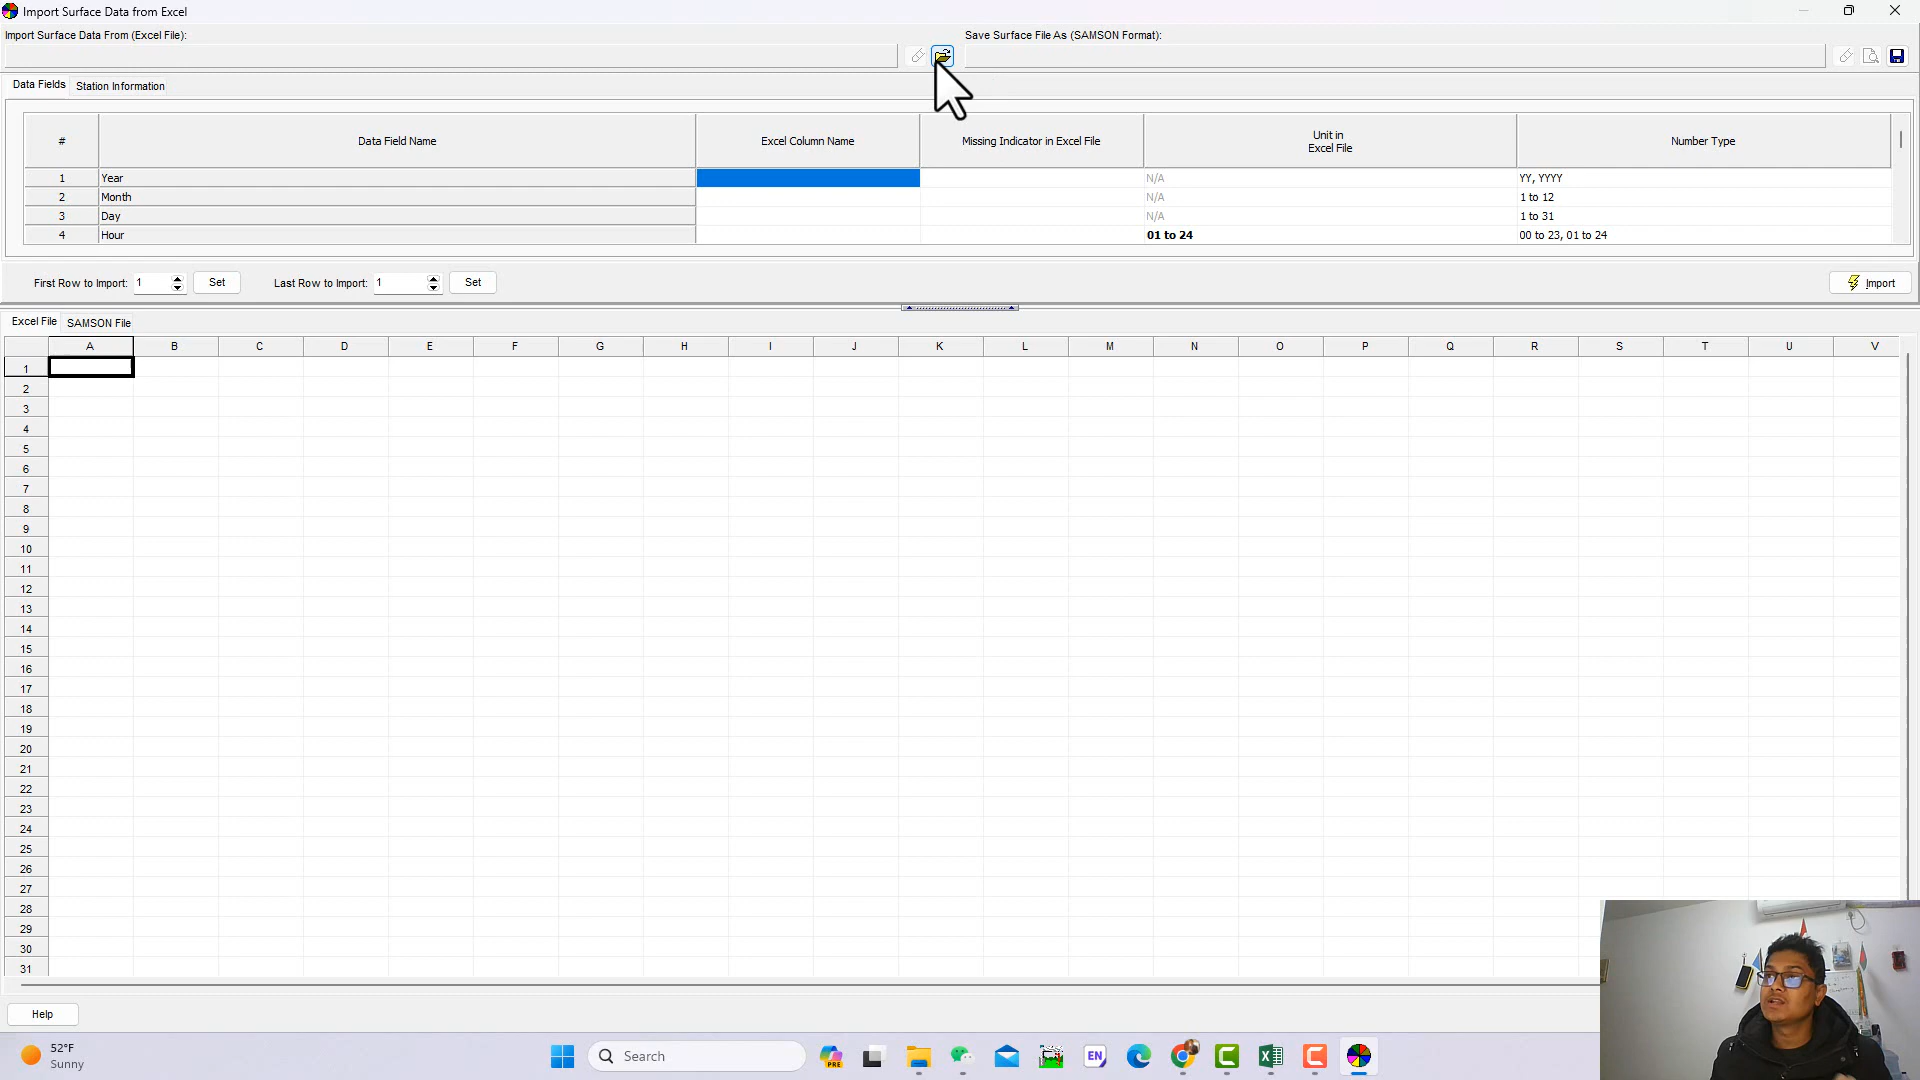 Import Surface Data from Excel
Import Surface Data From (Excel File):
Save Surface File As (SAMSON Format):
Data Fields
Station Information
#
Data Field Name
Excel Column Name
Missing Indicator in Excel File
Unit in
Excel File
Number Type
1
Year
N/A
YY, YYYY
2
Month
N/A
1 to 12
3
Day
N/A
1 to 31
4
Hour
01 to 24
00 to 23, 01 to 24
First Row to Import:
1
Set
Last Row to Import:
1
Set
Import
Excel File
SAMSON File
A B C D E F G H I J K L M N O P Q R S T U V
1
2
3
4
5
6
7
8
9
10
11
12
13
14
15
16
17
18
19
20
21
22
23
24
25
26
27
28
29
30
31
Help
52°F
Sunny
Search
PRE
EN